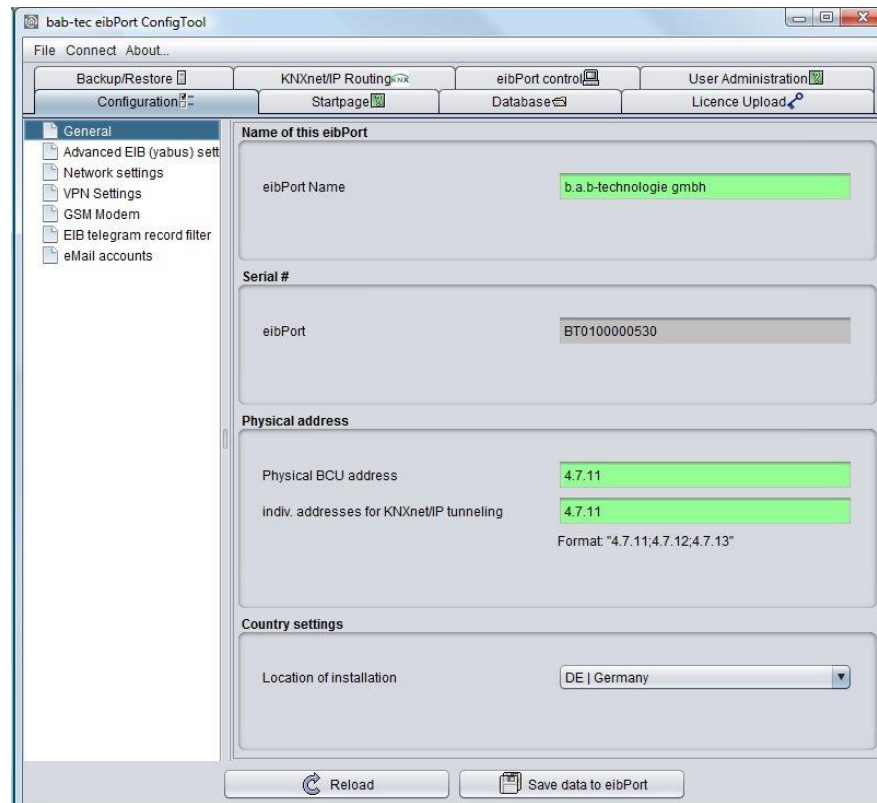 bab-tec eibPort ConfigTool
File Connect About...
Backup/Restore KNXnet/IP Routing KNX eibPort control User Administration
Configuration Startpage Database Licence Upload
General
Advanced EIB (yabus) sett
Network settings
VPN Settings
GSM Modem
EIB telegram record filter
eMail accounts
Name of this eibPort
eibPort Name b.a.b-technologie gmbh
Serial #
eibPort BT0100000530
Physical address
Physical BCU address 4.7.11
indiv. addresses for KNXnet/IP tunneling 4.7.11
Format: "4.7.11;4.7.12;4.7.13"
Country settings
Location of installation DE | Germany
Reload Save data to eibPort